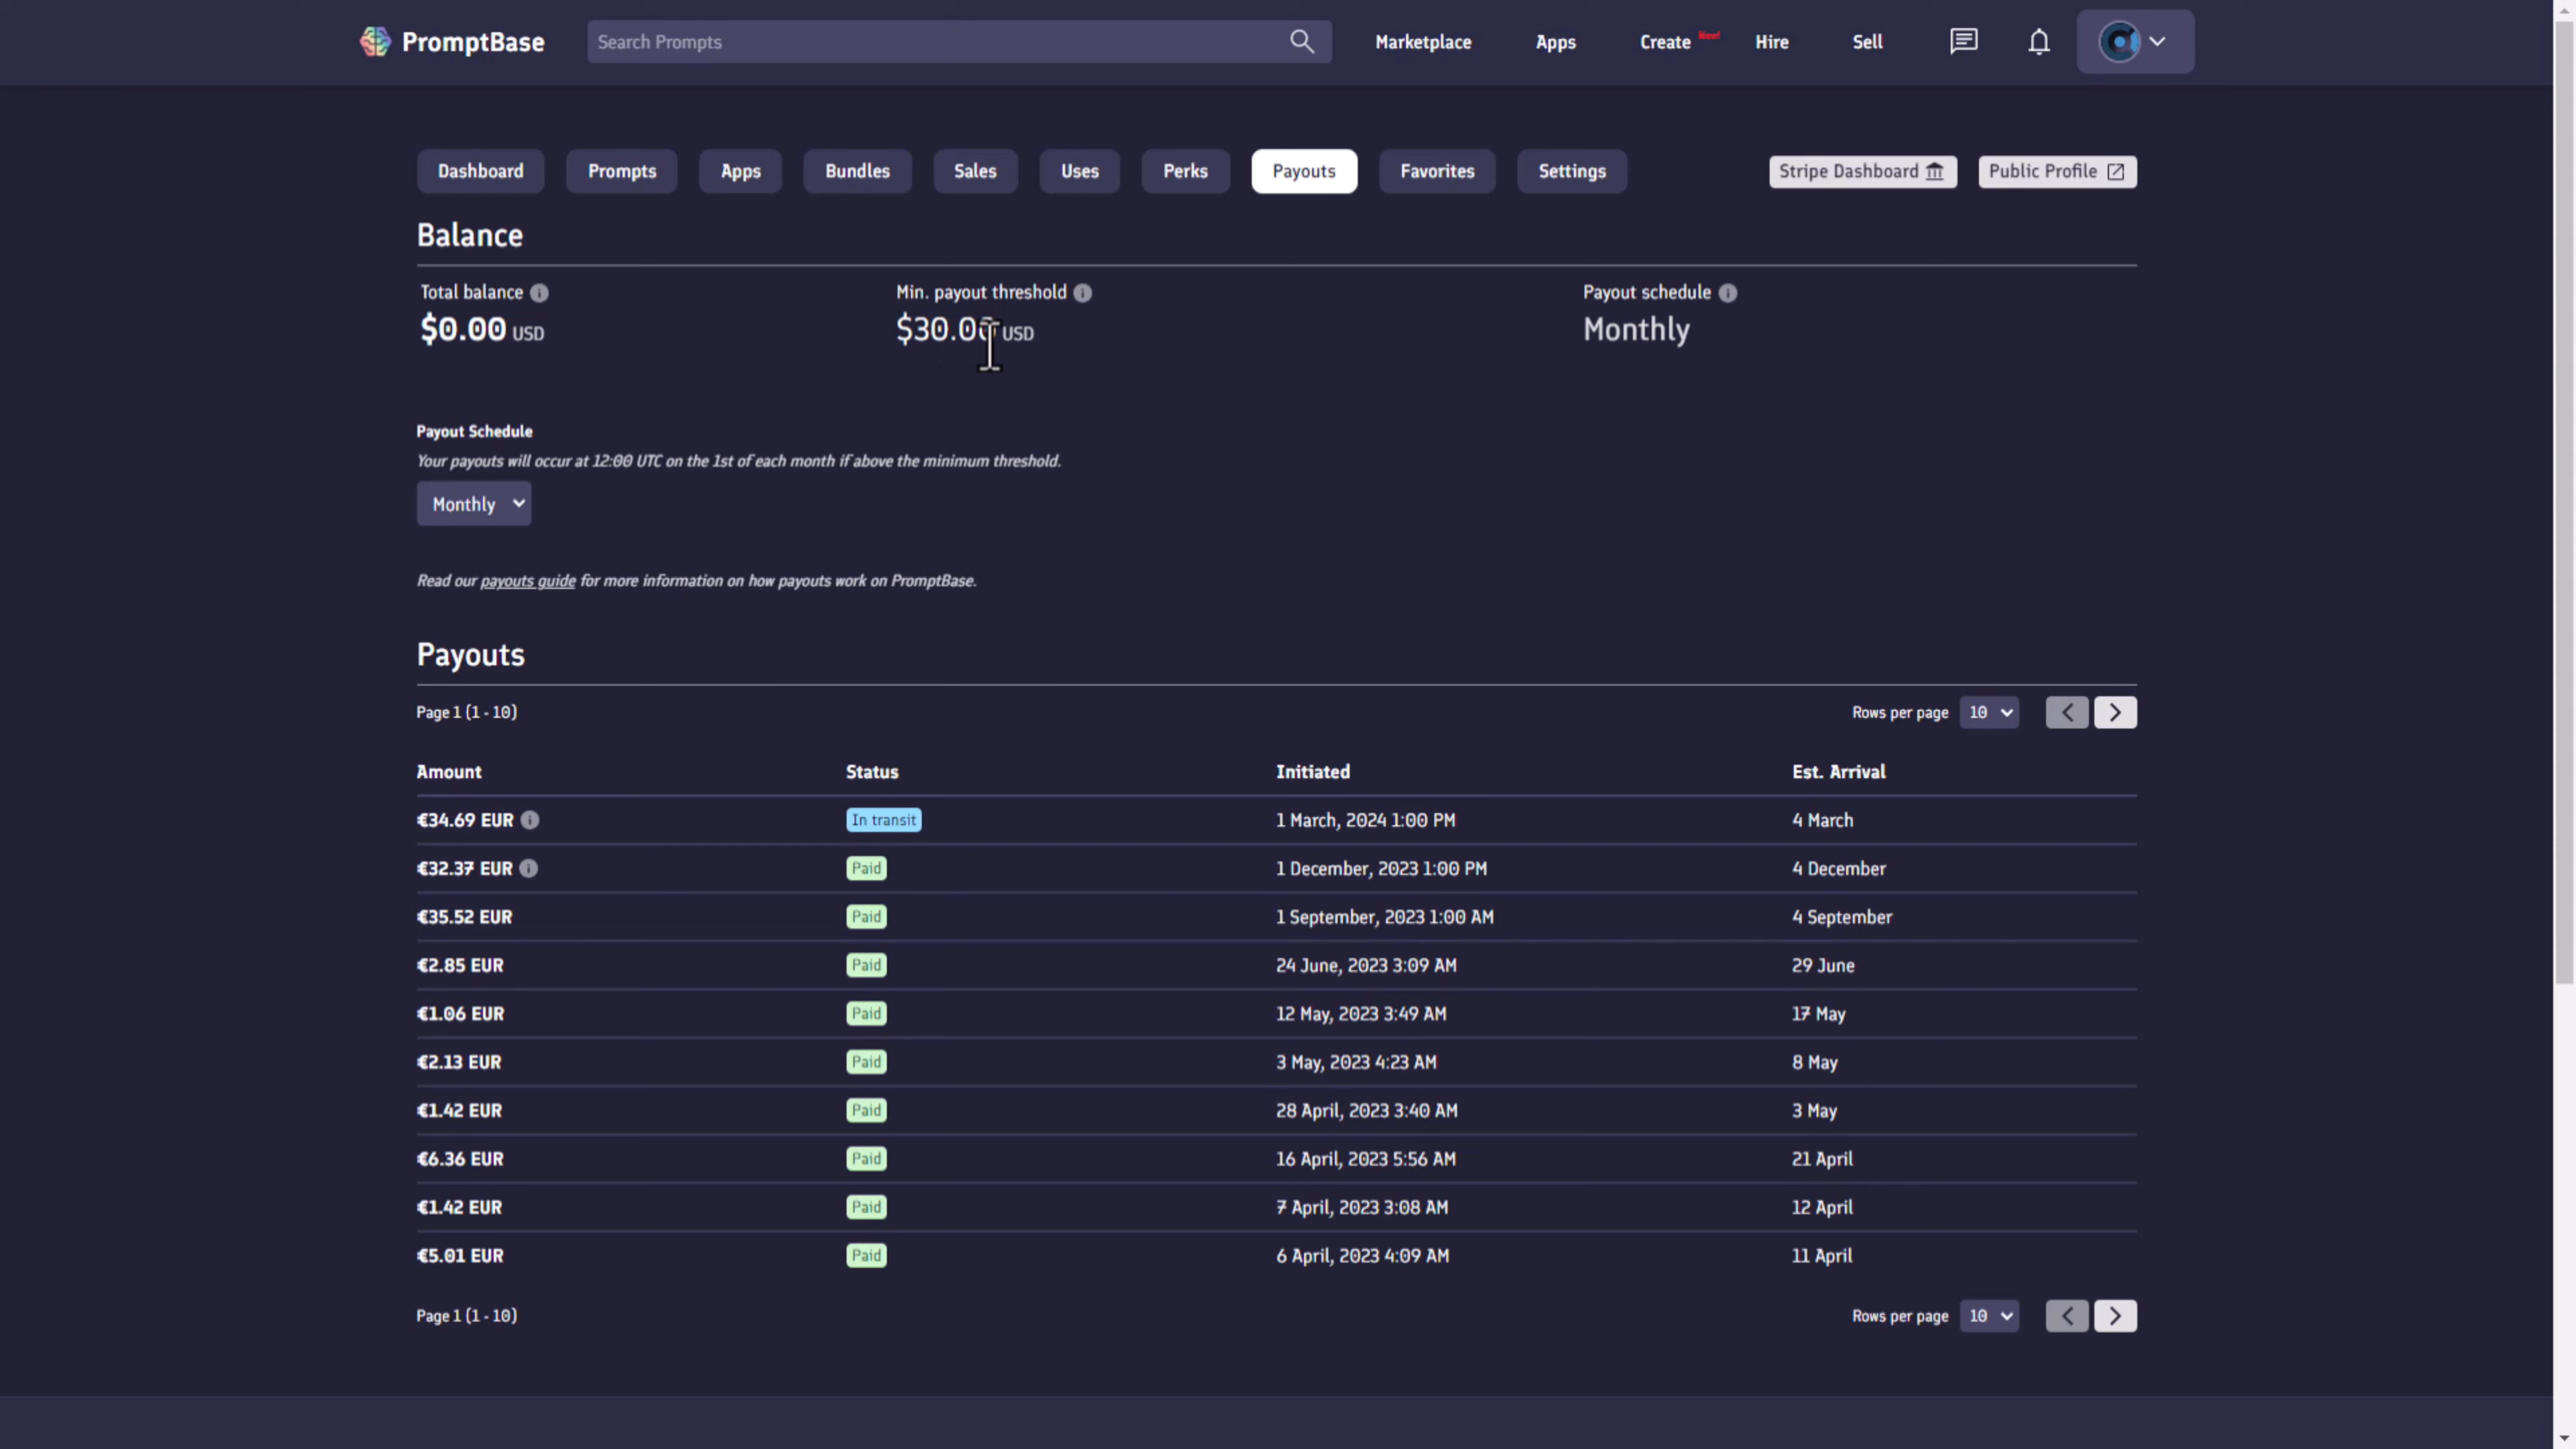 PromptBase
Search Prompts
Marketplace
Apps
Create New!
Hire
Sell
Dashboard
Prompts
Apps
Bundles
Sales
Uses
Perks
Payouts
Favorites
Settings
Stripe Dashboard
Public Profile
Balance
Total balance
$0.00 USD
Min. payout threshold
$30.00 USD
Payout schedule
Monthly
Payout Schedule
Your payouts will occur at 12:00 UTC on the 1st of each month if above the minimum threshold.
Monthly
Read our payouts guide for more information on how payouts work on PromptBase.
Payouts
Page 1 (1 - 10)
Rows per page 10
Amount Status Initiated Est. Arrival
€34.69 EUR In transit 1 March, 2024 1:00 PM 4 March
€32.37 EUR Paid 1 December, 2023 1:00 PM 4 December
€35.52 EUR Paid 1 September, 2023 1:00 AM 4 September
€2.85 EUR Paid 24 June, 2023 3:09 AM 29 June
€1.06 EUR Paid 12 May, 2023 3:49 AM 17 May
€2.13 EUR Paid 3 May, 2023 4:23 AM 8 May
€1.42 EUR Paid 28 April, 2023 3:40 AM 3 May
€6.36 EUR Paid 16 April, 2023 5:56 AM 21 April
€1.42 EUR Paid 7 April, 2023 3:08 AM 12 April
€5.01 EUR Paid 6 April, 2023 4:09 AM 11 April
Page 1 (1 - 10)
Rows per page 10